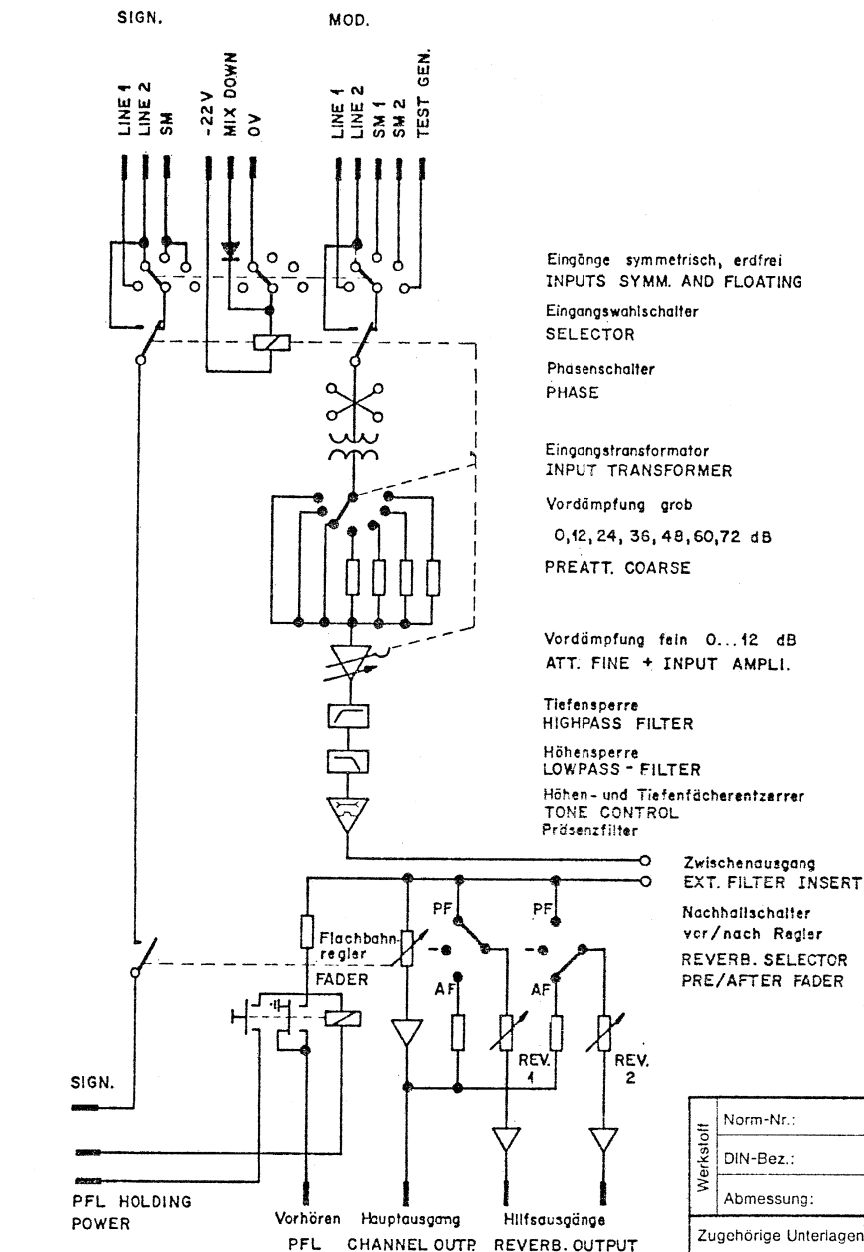 SIGN.
MOD.
LINE 1
LINE 2
SM
-22V
MIX DOWN
0V
LINE 1
LINE 2
SM 1
SM 2
TEST GEN.
Eingänge symmetrisch, erdfrei
INPUTS SYMM. AND FLOATING
Eingangswahlschalter
SELECTOR
Phasenschalter
PHASE
Eingangstransformator
INPUT TRANSFORMER
Vordämpfung grob
0,12,24, 36, 48,60,72 dB
PREATT. COARSE
Vordämpfung fein 0...12 dB
ATT. FINE + INPUT AMPLI.
Tiefensperre
HIGHPASS FILTER
Höhensperre
LOWPASS - FILTER
Höhen- und Tiefenfächerentzerrer
TONE CONTROL
Präsenzfilter
Zwischenausgang
EXT. FILTER INSERT
Nachhallschalter
vor/nach Regler
REVERB. SELECTOR
PRE/AFTER FADER
PF
PF
Flachbahn-
regler
FADER
AF
AF
REV.
1
REV.
2
SIGN.
PFL HOLDING
POWER
Vorhören
PFL
Hauptausgang
CHANNEL OUTP.
Hilfsausgänge
REVERB. OUTPUT
Werkstoff
Norm-Nr.:
DIN-Bez.:
Abmessung:
Zugehörige Unterlagen